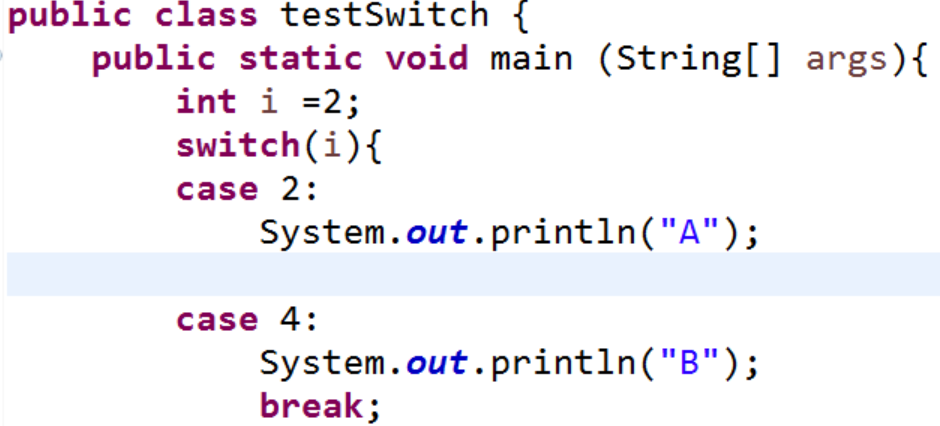 public class testSwitch {
public static void main (String[] args){
int i =2;
switch(i){
case 2:
System.out.println("A");
case 4:
System.out.println("B");
break;